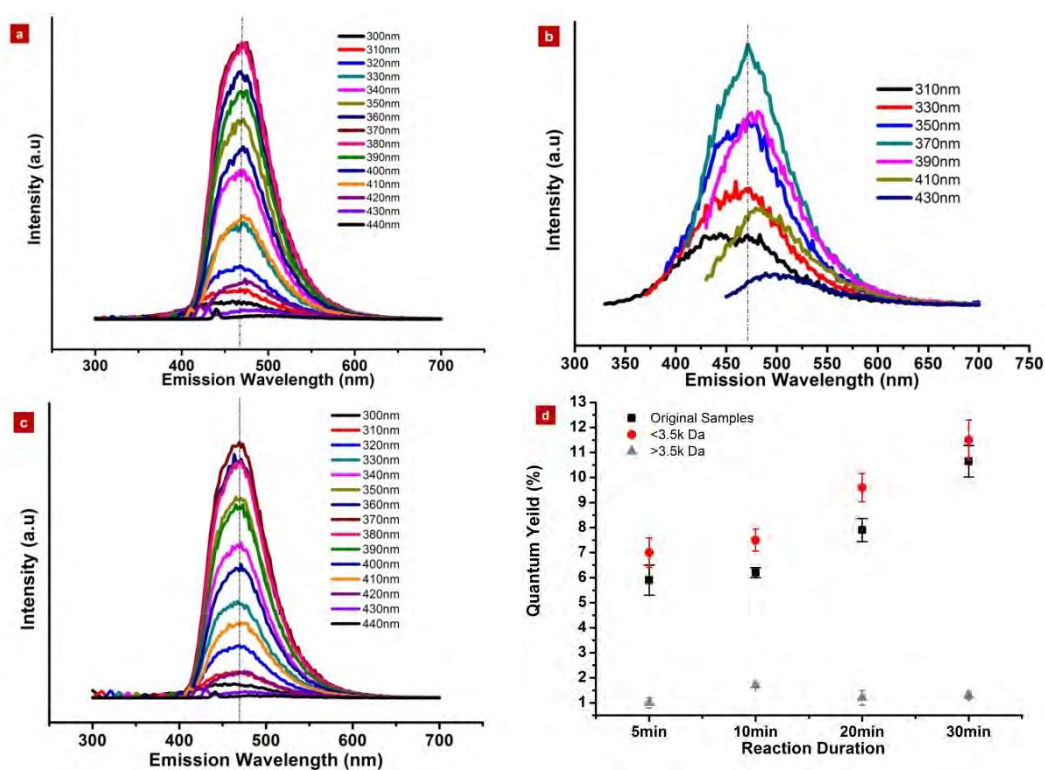 a
300nm
310nm
320nm
330nm
340nm
350nm
360nm
370nm
380nm
390nm
400nm
410nm
420nm
430nm
440nm
Intensity (a.u)
300 400 500 600 700
Emission Wavelength (nm)
b
310nm
330nm
350nm
370nm
390nm
410nm
430nm
Intensity (a.u)
300 350 400 450 500 550 600 650 700 750
Emission Wavelength (nm)
c
300nm
310nm
320nm
330nm
340nm
350nm
360nm
370nm
380nm
390nm
400nm
410nm
420nm
430nm
440nm
Intensity (a.u)
300 400 500 600 700
Emission Wavelength (nm)
d
Original Samples
<3.5k Da
>3.5k Da
Quantum Yeild (%)
13
12
11
10
9
8
7
6
5
4
3
2
1
5min 10min 20min 30min
Reaction Duration